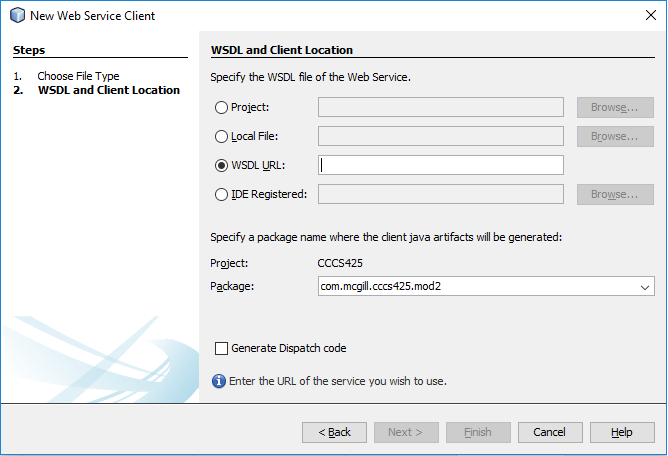 New Web Service Client
Steps
1. Choose File Type
2. WSDL and Client Location
WSDL and Client Location
Specify the WSDL file of the Web Service.
Project: Browse...
Local File: Browse...
WSDL URL:
IDE Registered: Browse...
Specify a package name where the client java artifacts will be generated:
Project: CCCS425
Package: com.mcgill.cccs425.mod2
Generate Dispatch code
Enter the URL of the service you wish to use.
< Back Next > Finish Cancel Help